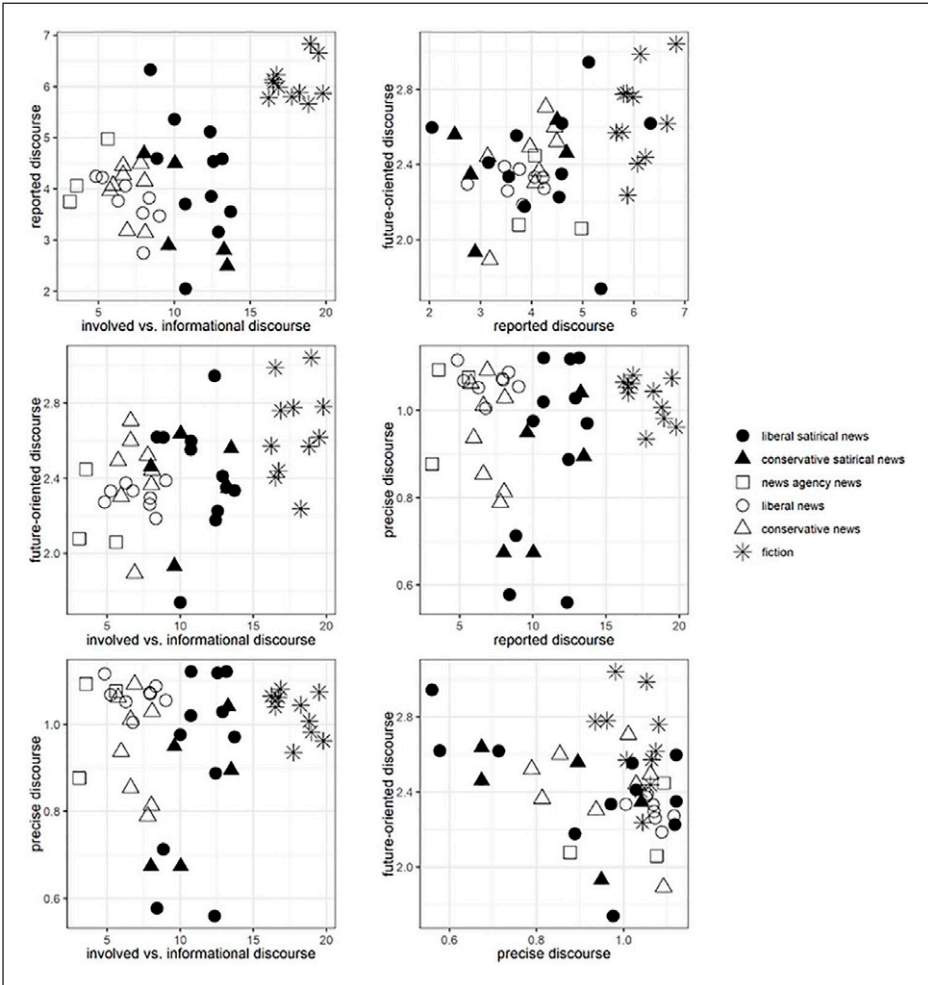 7
6
5
4
3
2
reported discourse
5
10
15
20
involved vs. informational discourse
2.8
2.4
2.0
future-oriented discourse
2
3
4
5
6
7
reported discourse
2.8
2.4
2.0
future-oriented discourse
5
10
15
20
involved vs. informational discourse
1.0
0.8
0.6
precise discourse
5
10
15
20
reported discourse
liberal satirical news
conservative satirical news
news agency news
liberal news
conservative news
fiction
1.0
0.8
0.6
precise discourse
5
10
15
20
involved vs. informational discourse
2.8
2.4
2.0
future-oriented discourse
0.6
0.8
1.0
precise discourse